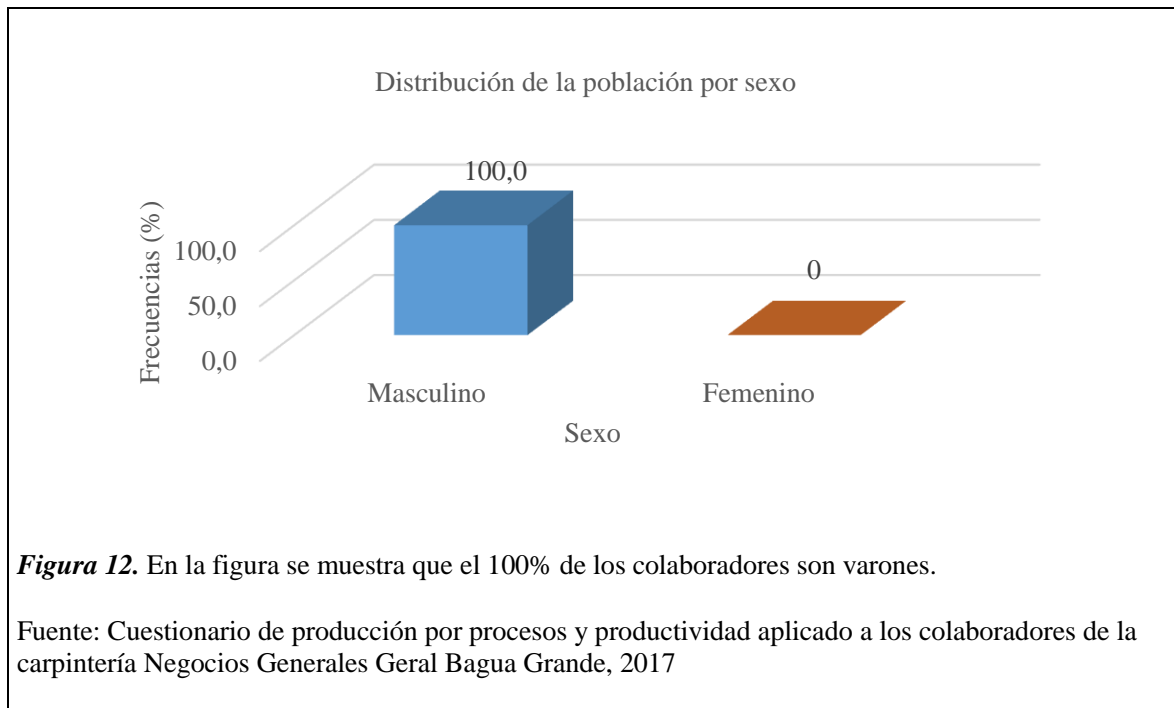 Distribución de la población por sexo
100,0
0
Frecuencias (%)
100,0
50,0
0,0
Masculino
Femenino
Sexo
Figura 12. En la figura se muestra que el 100% de los colaboradores son varones.
Fuente: Cuestionario de producción por procesos y productividad aplicado a los colaboradores de la
carpintería Negocios Generales Geral Bagua Grande, 2017